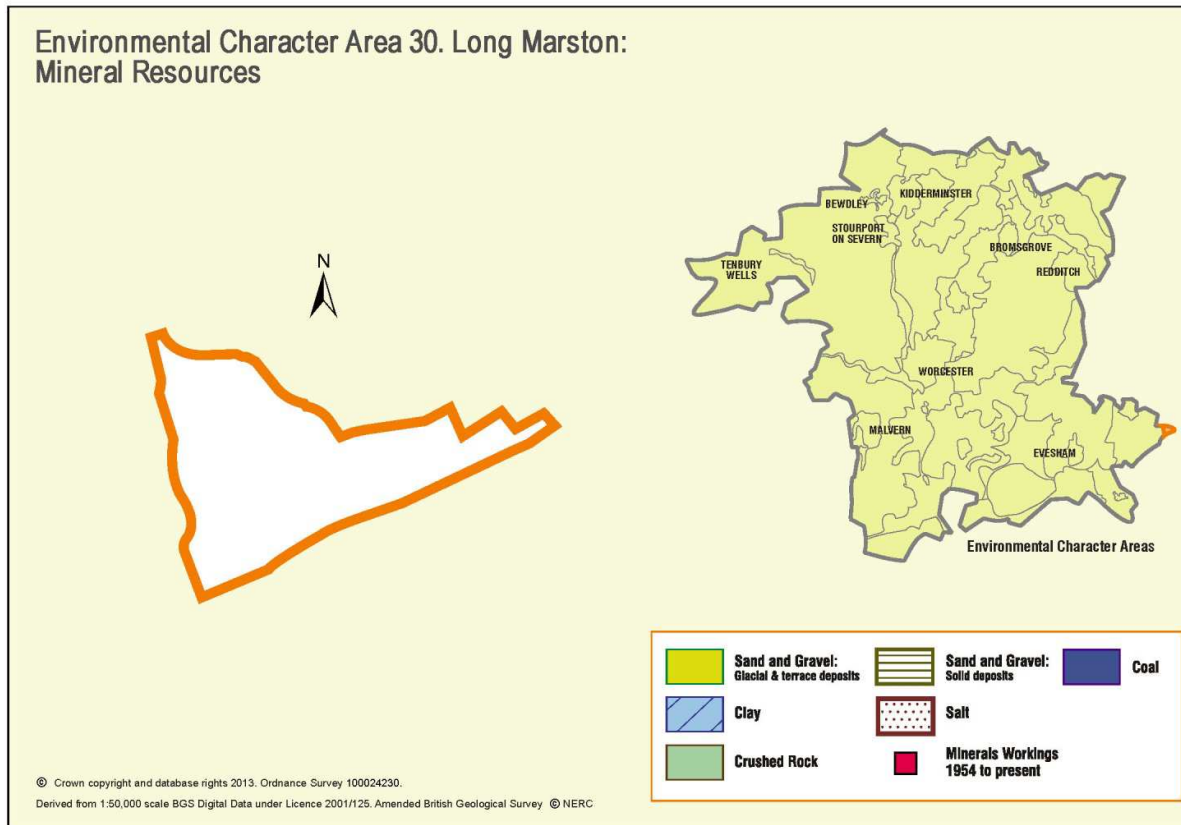 Environmental Character Area 30. Long Marston:
Mineral Resources
N
KIDDERMINSTER
BEWDLEY
STOURPORT
ON SEVERN
BROMSGROVE
TENBURY
WELLS
REDDITCH
WORCESTER
MALVERN
EVESHAM
Environmental Character Areas
Sand and Gravel:
Glacial & terrace deposits
Sand and Gravel:
Solid deposits
Coal
Clay
Salt
Crushed Rock
Minerals Workings
1954 to present
© Crown copyright and database rights 2013. Ordnance Survey 100024230.
Derived from 1:50,000 scale BGS Digital Data under Licence 2001/125. Amended British Geological Survey © NERC